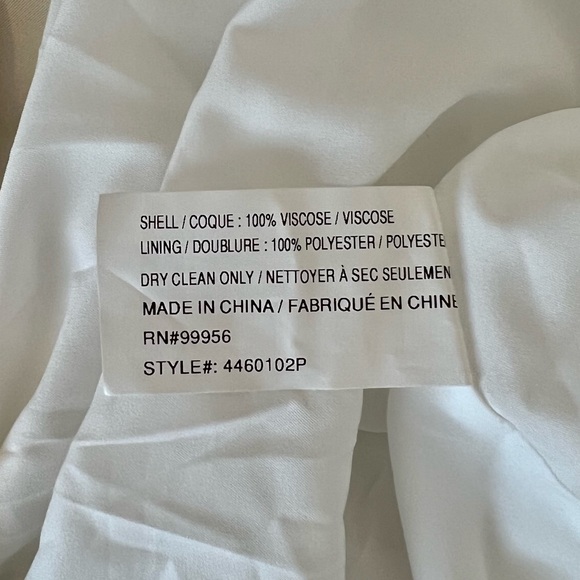 SHELL / COQUE : 100% VISCOSE / VISCOSE
LINING / DOUBLURE : 100% POLYESTER / POLYESTE
DRY CLEAN ONLY / NETTOYER À SEC SEULEMEN
MADE IN CHINA / FABRIQUÉ EN CHINE
RN#99956
STYLE#: 4460102P